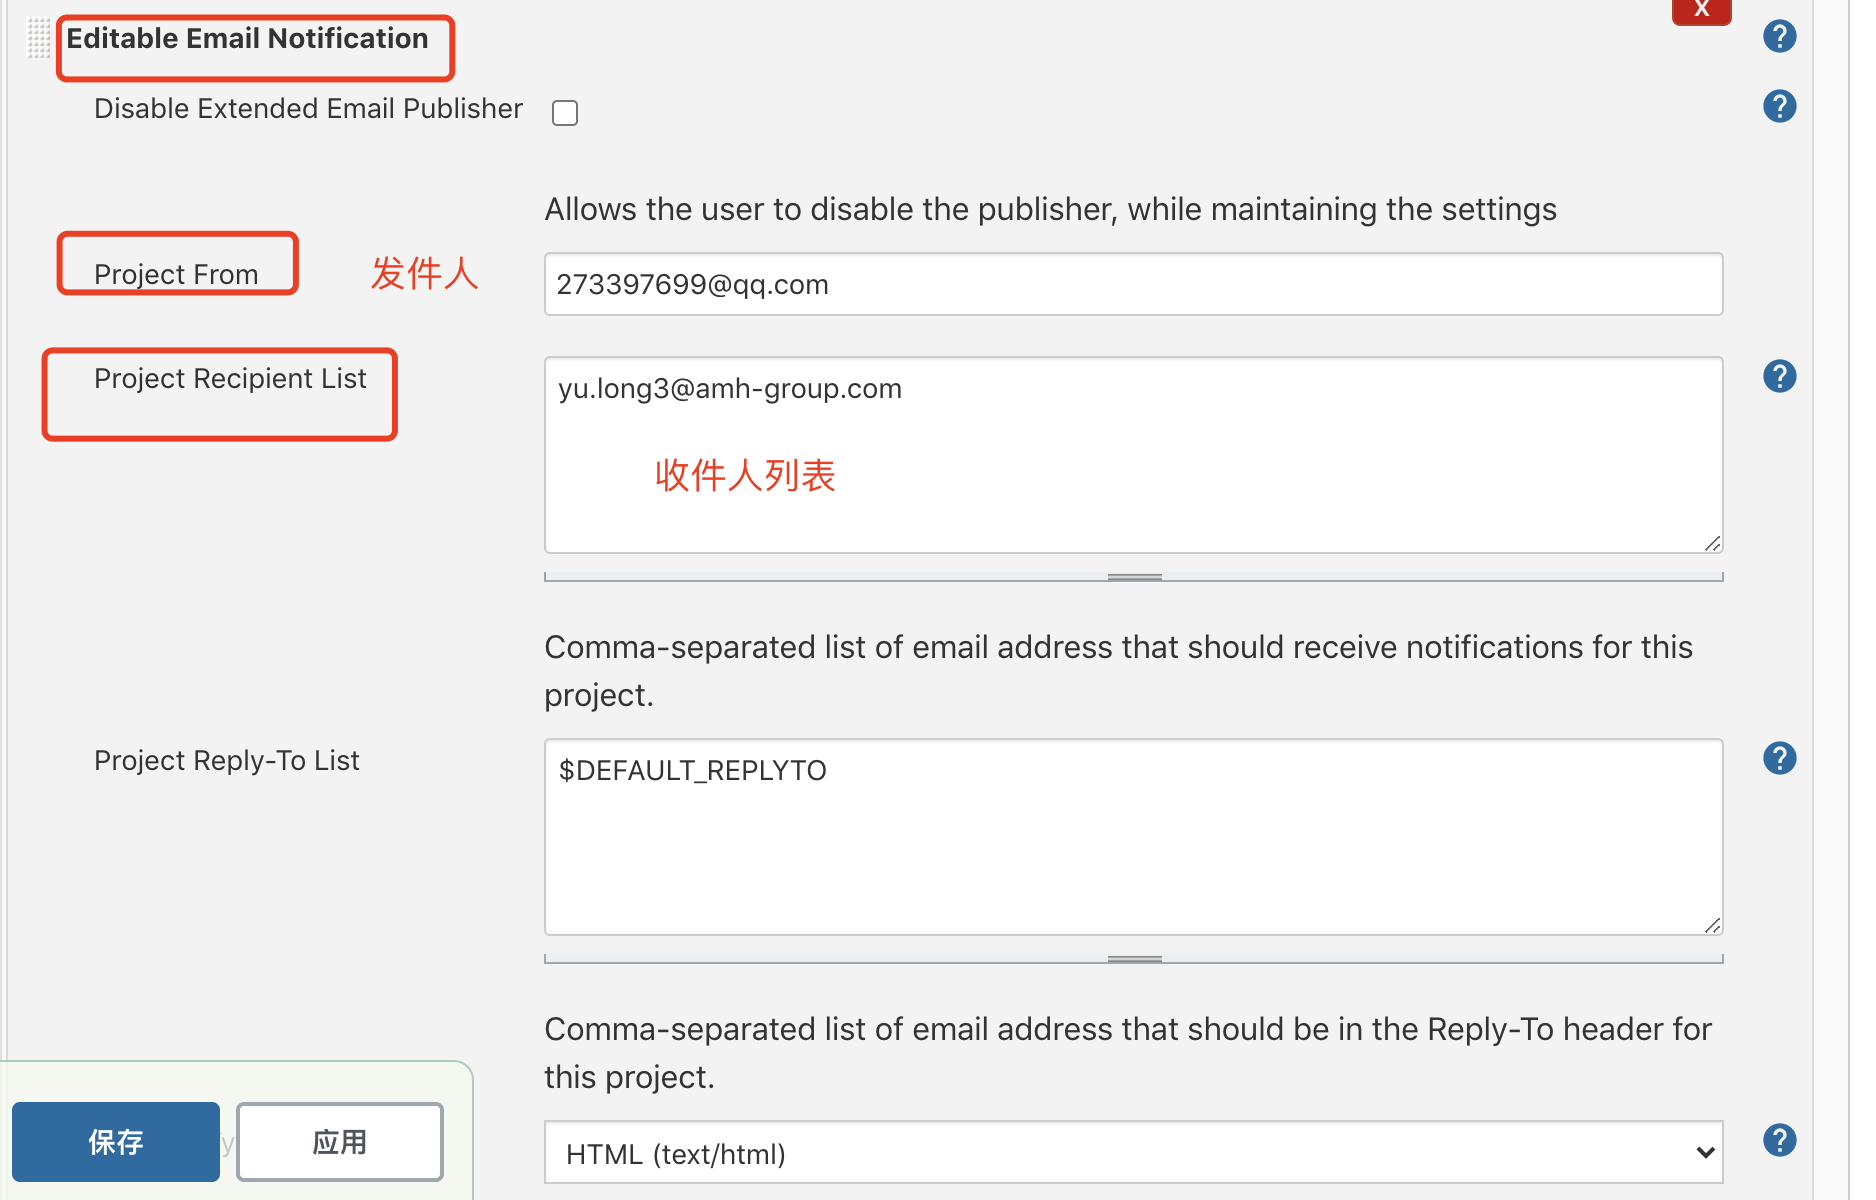 X
Editable Email Notification
?
Disable Extended Email Publisher
?
Allows the user to disable the publisher, while maintaining the settings
Project From
发件人
273397699@qq.com
Project Recipient List
yu.long3@amh-group.com
?
收件人列表
Comma-separated list of email address that should receive notifications for this
project.
Project Reply-To List
$DEFAULT_REPLYTO
?
Comma-separated list of email address that should be in the Reply-To header for
this project.
保存
应用
HTML (text/html)
?